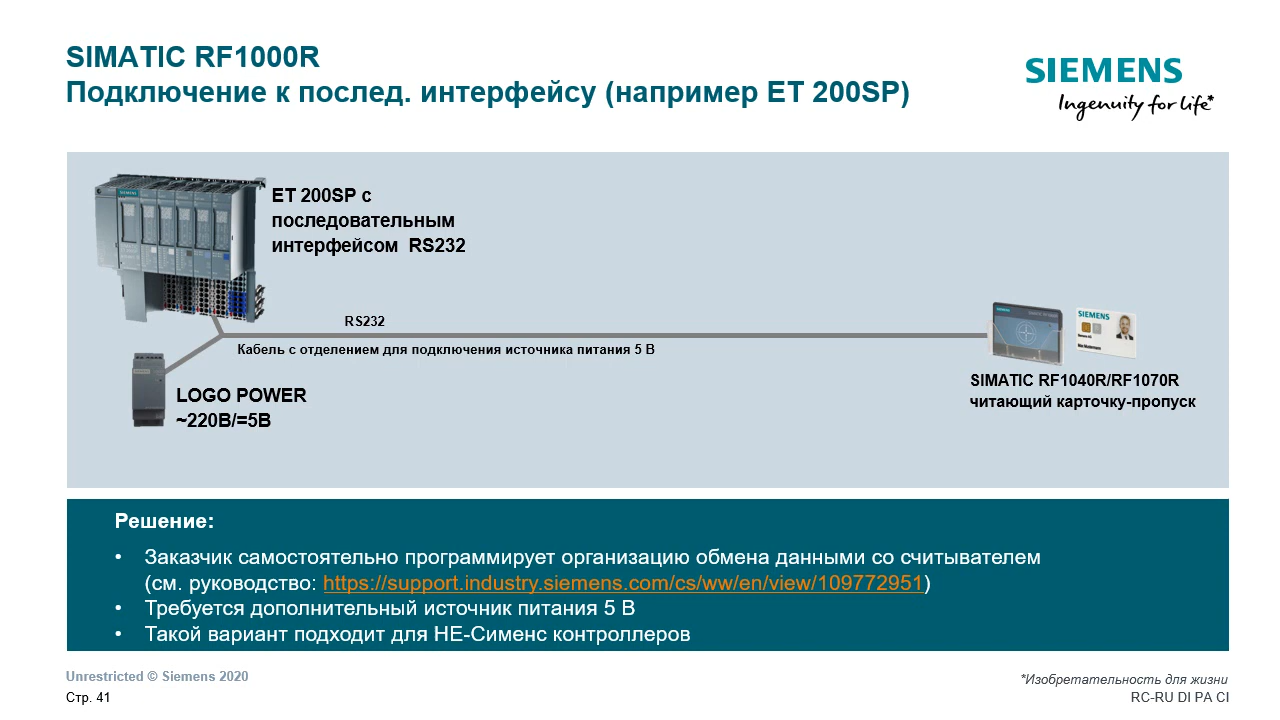 SIMATIC RF1000R
Подключение к послед. интерфейсу (например ET 200SP)
SIEMENS
Ingenuity for life*
ET 200SP с
последовательным
интерфейсом RS232
RS232
Кабель с отделением для подключения источника питания 5 В
LOGO POWER
~220В/=5В
SIEMENS
SIMATIC RF1040R/RF1070R
читающий карточку-пропуск
Решение:
• Заказчик самостоятельно программирует организацию обмена данными со считывателем
(см. руководство: https://support.industry.siemens.com/cs/ww/en/view/109772951)
• Требуется дополнительный источник питания 5 В
• Такой вариант подходит для НЕ-Сименс контроллеров
Unrestricted © Siemens 2020
*Изобретательность для жизни
Стр. 41
RC-RU DI PA CI